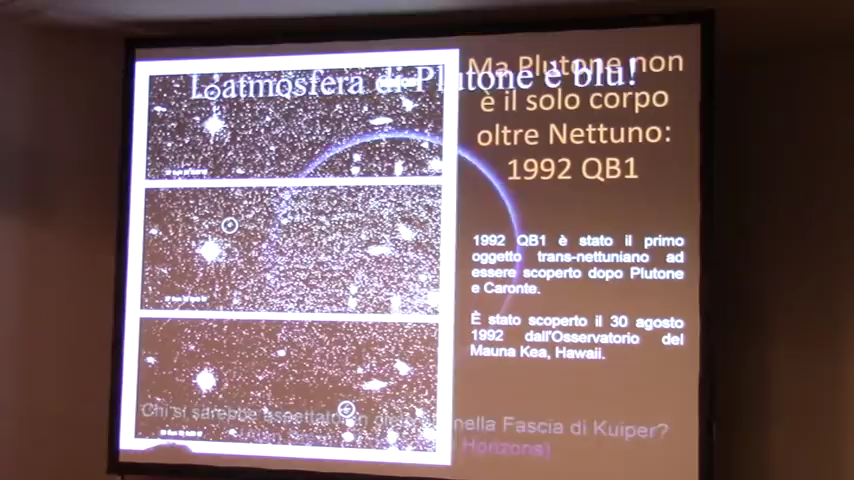 L'atmosfera di Plutone è blu!
Ma Plutone non
è il solo corpo
oltre Nettuno:
1992 QB1
1992 QB1 è stato il primo
oggetto trans-nettuniano ad
essere scoperto dopo Plutone
e Caronte.
È stato scoperto il 30 agosto
1992 dall'Osservatorio del
Mauna Kea, Hawaii.
Chi si sarebbe aspettato un nella Fascia di Kuiper?
Horizons)